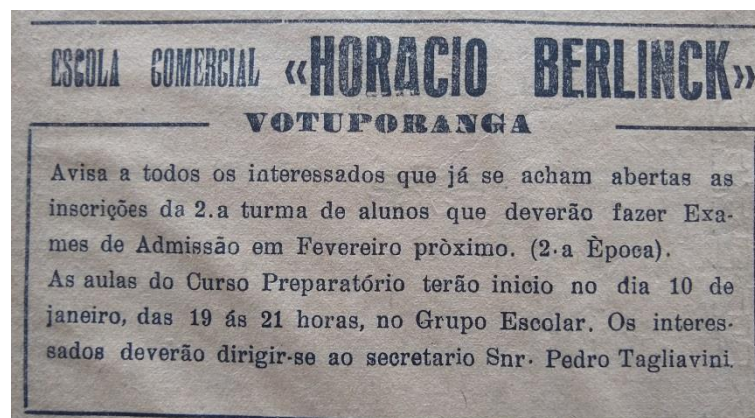 ESCOLA COMERCIAL «HORACIO BERLINCK»
VOTUPORANGA
Avisa a todos os interessados que já se acham abertas as
inscrições da 2.a turma de alunos que deverão fazer Exa-
mes de Admissão em Fevereiro pròximo. (2.a Època).
As aulas do Curso Preparatório terão inicio no dia 10 de
janeiro, das 19 ás 21 horas, no Grupo Escolar. Os interes-
sados deverão dirigir-se ao secretario Snr. Pedro Tagliavini.